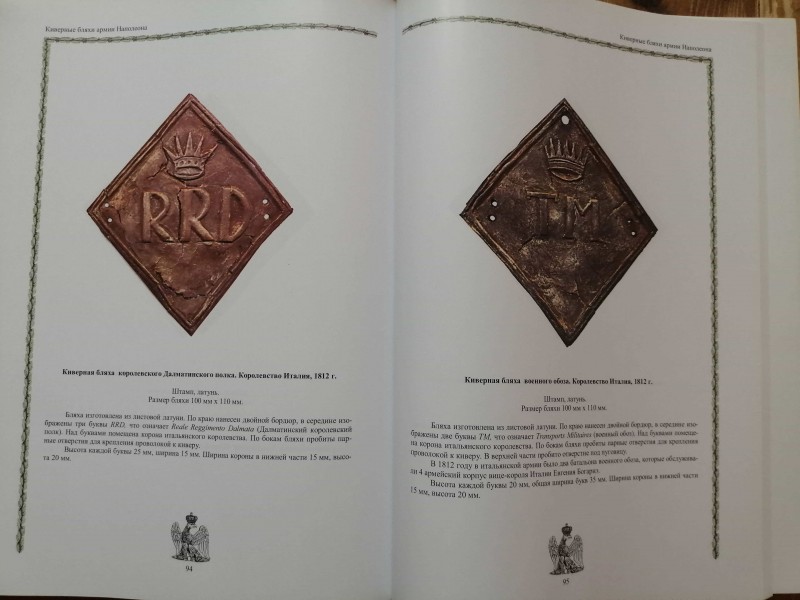 Киверные бляхи армии Наполеона
RRD
Киверная бляха королевского Далматинского полка. Королевство Италия, 1812 г.
Штамп, латунь.
Размер бляхи 100 мм х 110 мм.
Бляха изготовлена из листовой латуни. По краю нанесен двойной бордюр, в середине изо-
бражены три буквы RRD, что означает Reale Reggimento Dalmata (Далматинский королевский
полк). Над буквами помещена корона итальянского королевства. По бокам бляхи пробиты пар-
ные отверстия для крепления проволокой к киверу.
Высота каждой буквы 25 мм, ширина 15 мм. Ширина короны в нижней части 15 мм, высо-
та 20 мм.
94
Киверные бляхи армии Наполеона
TM
Киверная бляха военного обоза. Королевство Италия, 1812 г.
Штамп, латунь.
Размер бляхи 100 мм х 110 мм.
Бляха изготовлена из листовой латуни. По краю нанесен двойной бордюр, в середине изо-
бражены две буквы TM, что означает Transporti Militaires (военный обоз). Над буквами помеще-
на корона итальянского королевства. По бокам бляхи пробиты парные отверстия для крепления
проволокой к киверу. В верхней части пробито отверстие под пуговицу.
В 1812 году в итальянской армии было два батальона военного обоза, которые обслужива-
ли 4 армейский корпус вице-короля Италии Евгения Богарнэ.
Высота каждой буквы 20 мм, общая ширина букв 35 мм. Ширина короны в нижней части
15 мм, высота 20 мм.
95